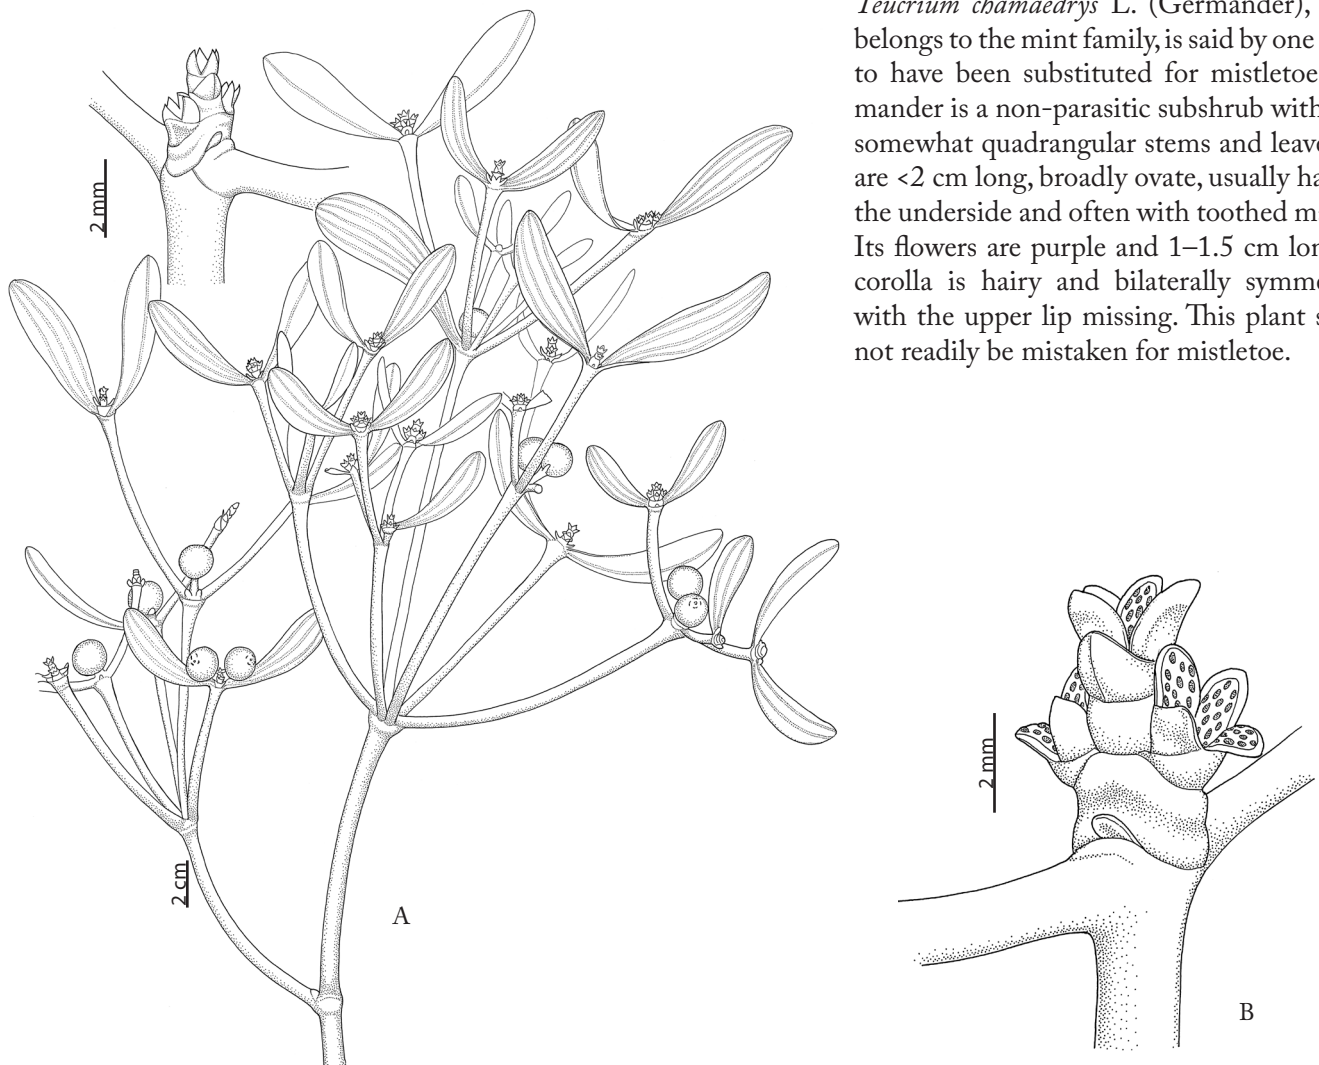 Teucrium chamaedrys L. (Germander),
belongs to the mint family, is said by one
to have been substituted for mistletoe
mander is a non-parasitic subshrub with
somewhat quadrangular stems and leave
are <2 cm long, broadly ovate, usually ha
the underside and often with toothed m
Its flowers are purple and 1–1.5 cm lon
corolla is hairy and bilaterally symme
with the upper lip missing. This plant s
not readily be mistaken for mistletoe.
2 mm
2 cm
A
2 mm
B